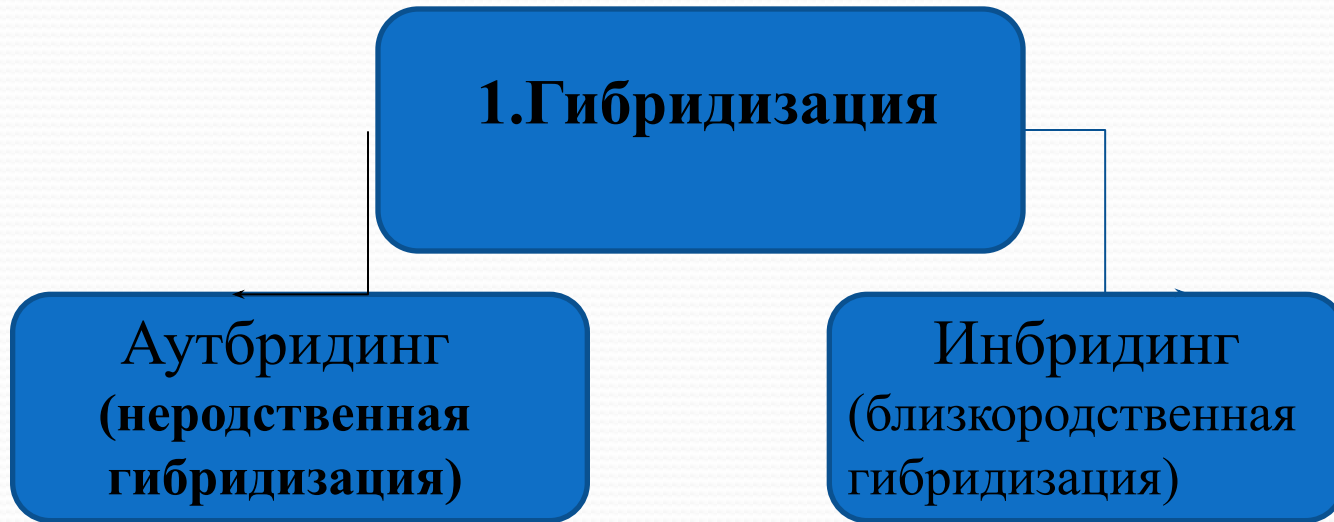 1.Гибридизация
Аутбридинг
(неродственная
гибридизация)
Инбридинг
(близкородственная
гибридизация)